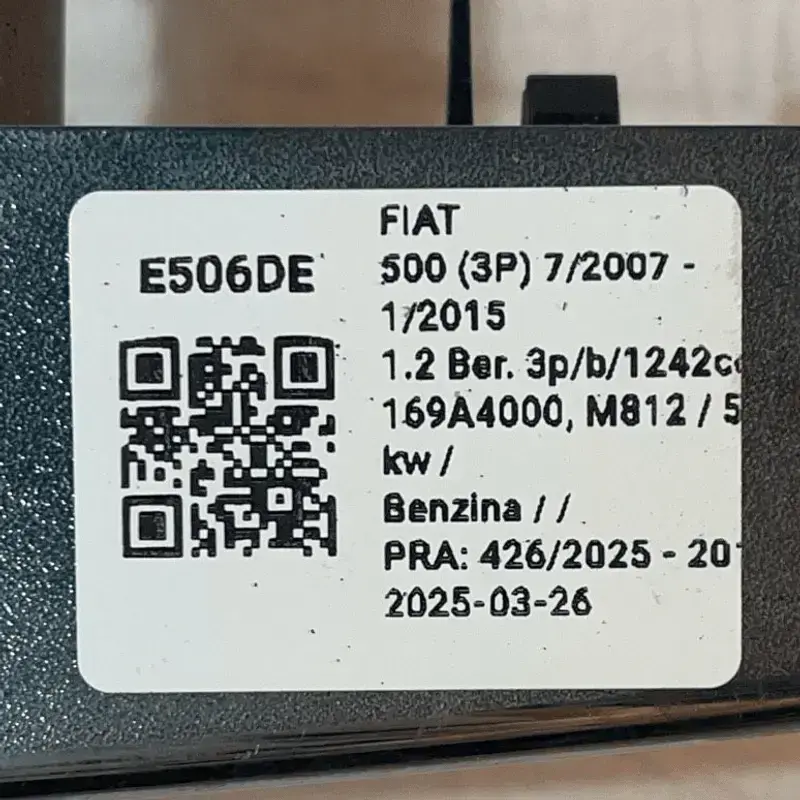 E506DE
FIAT
500 (3P) 7/2007 -
1/2015
1.2 Ber. 3p/b/1242c
169A4000, M812 / 5
kw /
Benzina / /
PRA: 426/2025 - 201
2025-03-26